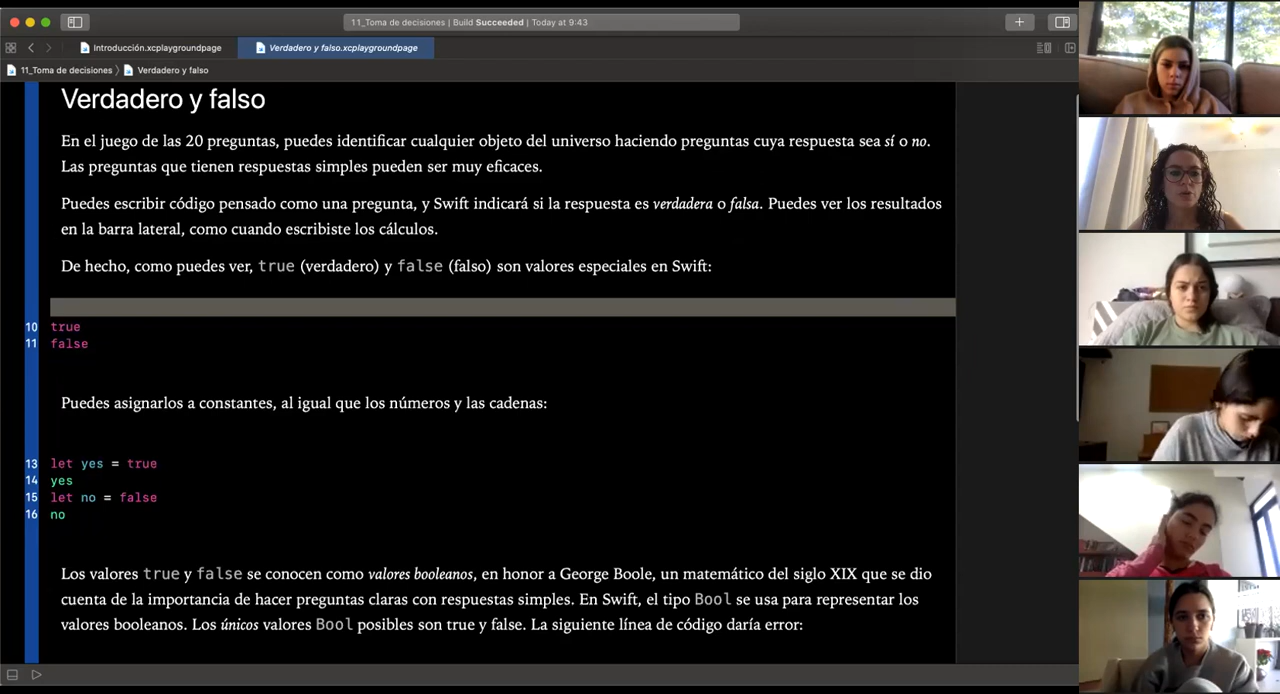 11_Toma de decisiones | Build Succeeded | Today at 9:43
Introducción.xcplaygroundpage
Verdadero y falso.xcplaygroundpage
11_Toma de decisiones
Verdadero y falso
Verdadero y falso
En el juego de las 20 preguntas, puedes identificar cualquier objeto del universo haciendo preguntas cuya respuesta sea sí o no.
Las preguntas que tienen respuestas simples pueden ser muy eficaces.
Puedes escribir código pensado como una pregunta, y Swift indicará si la respuesta es verdadera o falsa. Puedes ver los resultados
en la barra lateral, como cuando escribiste los cálculos.
De hecho, como puedes ver, true (verdadero) y false (falso) son valores especiales en Swift:
10 true
11 false
Puedes asignarlos a constantes, al igual que los números y las cadenas:
13 let yes = true
14 yes
15 let no = false
16 no
Los valores true y false se conocen como valores booleanos, en honor a George Boole, un matemático del siglo XIX que se dio
cuenta de la importancia de hacer preguntas claras con respuestas simples. En Swift, el tipo Bool se usa para representar los
valores booleanos. Los únicos valores Bool posibles son true y false. La siguiente línea de código daría error: